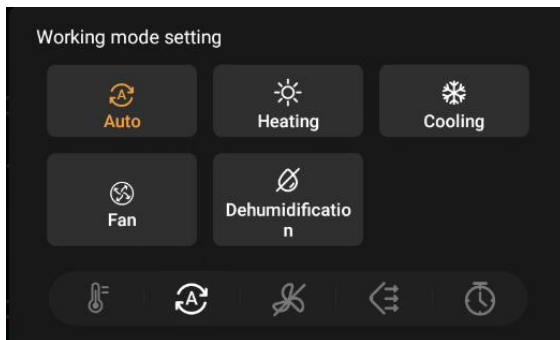 Working mode setting
A
Auto
Heating
Cooling
Fan
Dehumidificatio
n
A